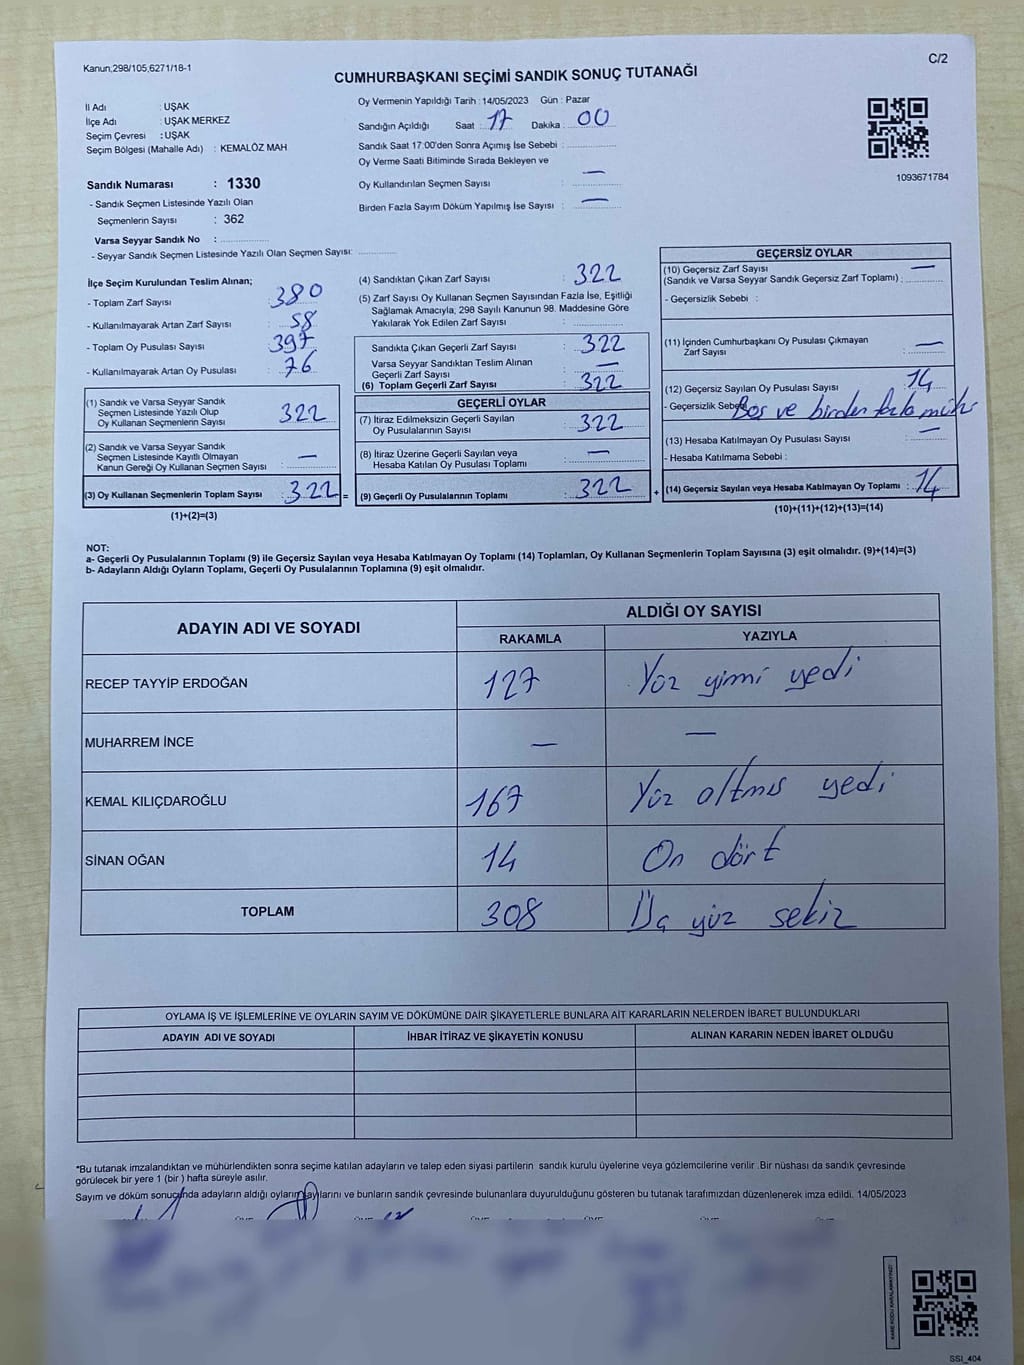 Kanun;298/105,6271/18-1
C/2
CUMHURBAŞKANI SEÇİMİ SANDIK SONUÇ TUTANAĞI
İl Adı : UŞAK
İlçe Adı : UŞAK MERKEZ
Seçim Çevresi : UŞAK
Seçim Bölgesi (Mahalle Adı) : KEMALÖZ MAH
Sandık Numarası : 1330
- Sandık Seçmen Listesinde Yazılı Olan
Seçmenlerin Sayısı : 362
Varsa Seyyar Sandık No :
- Seyyar Sandık Seçmen Listesinde Yazılı Olan Seçmen Sayısı:
Oy Vermenin Yapıldığı Tarih : 14/05/2023 Gün : Pazar
Sandığın Açıldığı Saat : 17 Dakika : 00
Sandık Saat 17:00'den Sonra Açımış İse Sebebi :
Oy Verme Saati Bitiminde Sırada Bekleyen ve
Oy Kullandırılan Seçmen Sayısı : —
Birden Fazla Sayım Döküm Yapılmış İse Sayısı : —
1093671784
İlçe Seçim Kurulundan Teslim Alınan;
- Toplam Zarf Sayısı : 380
- Kullanılmayarak Artan Zarf Sayısı : 58
- Toplam Oy Pusulası Sayısı : 397
- Kullanılmayarak Artan Oy Pusulası : 76
(1) Sandık ve Varsa Seyyar Sandık
Seçmen Listesinde Yazılı Olup
Oy Kullanan Seçmenlerin Sayısı : 322
(2) Sandık ve Varsa Seyyar Sandık
Seçmen Listesinde Kayıtlı Olmayan
Kanun Gereği Oy Kullanan Seçmen Sayısı : —
(3) Oy Kullanan Seçmenlerin Toplam Sayısı : 322 =
(1)+(2)=(3)
(4) Sandıktan Çıkan Zarf Sayısı : 322
(5) Zarf Sayısı Oy Kullanan Seçmen Sayısından Fazla İse, Eşitliği
Sağlamak Amacıyla; 298 Sayılı Kanunun 98. Maddesine Göre
Yakılarak Yok Edilen Zarf Sayısı :
Sandıkta Çıkan Geçerli Zarf Sayısı : 322
Varsa Seyyar Sandıktan Teslim Alınan
Geçerli Zarf Sayısı : —
(6) Toplam Geçerli Zarf Sayısı : 322
GEÇERLİ OYLAR
(7) İtiraz Edilmeksizin Geçerli Sayılan
Oy Pusulalarının Sayısı : 322
(8) İtiraz Üzerine Geçerli Sayılan veya
Hesaba Katılan Oy Pusulası Toplamı : —
(9) Geçerli Oy Pusulalarının Toplamı : 322 +
GEÇERSİZ OYLAR
(10) Geçersiz Zarf Sayısı —
(Sandık ve Varsa Seyyar Sandık Geçersiz Zarf Toplamı) :
- Geçersizlik Sebebi :
(11) İçinden Cumhurbaşkanı Oy Pusulası Çıkmayan
Zarf Sayısı : —
(12) Geçersiz Sayılan Oy Pusulası Sayısı : 14
- Geçersizlik Sebebi Boş ve birden fazla
(13) Hesaba Katılmayan Oy Pusulası Sayısı : —
- Hesaba Katılmama Sebebi :
(14) Geçersiz Sayılan veya Hesaba Katılmayan Oy Toplamı : 14
(10)+(11)+(12)+(13)=(14)
NOT:
a- Geçerli Oy Pusulalarının Toplamı (9) ile Geçersiz Sayılan veya Hesaba Katılmayan Oy Toplamı (14) Toplamları, Oy Kullanan Seçmenlerin Toplam Sayısına (3) eşit olmalıdır. (9)+(14)=(3)
b- Adayların Aldığı Oyların Toplamı, Geçerli Oy Pusulalarının Toplamına (9) eşit olmalıdır.
ADAYIN ADI VE SOYADI
ALDIĞI OY SAYISI
RAKAMLA YAZIYLA
RECEP TAYYİP ERDOĞAN 127 Yüz yirmi yedi
MUHARREM İNCE — —
KEMAL KILIÇDAROĞLU 167 Yüz altmış yedi
SİNAN OĞAN 14 On dört
TOPLAM 308 Üç yüz sekiz
OYLAMA İŞ VE İŞLEMLERİNE VE OYLARIN SAYIM VE DÖKÜMÜNE DAİR ŞİKAYETLERLE BUNLARA AİT KARARLARIN NELERDEN İBARET BULUNDUKLARI
ADAYIN ADI VE SOYADI İHBAR İTİRAZ VE ŞİKAYETİN KONUSU ALINAN KARARIN NEDEN İBARET OLDUĞU
*Bu tutanak imzalandıktan ve mühürlendikten sonra seçime katılan adayların ve talep eden siyasi partilerin sandık kurulu üyelerine veya gözlemcilerine verilir .Bir nüshası da sandık çevresinde
görülecek bir yere 1 (bir ) hafta süreyle asılır.
Sayım ve döküm sonucunda adayların aldığı oyların sayılarını ve bunların sandık çevresinde bulunanlara duyurulduğunu gösteren bu tutanak tarafımızdan düzenlenerek imza edildi. 14/05/2023
KARE KODU KARALAMAYINIZ!
SSI_404